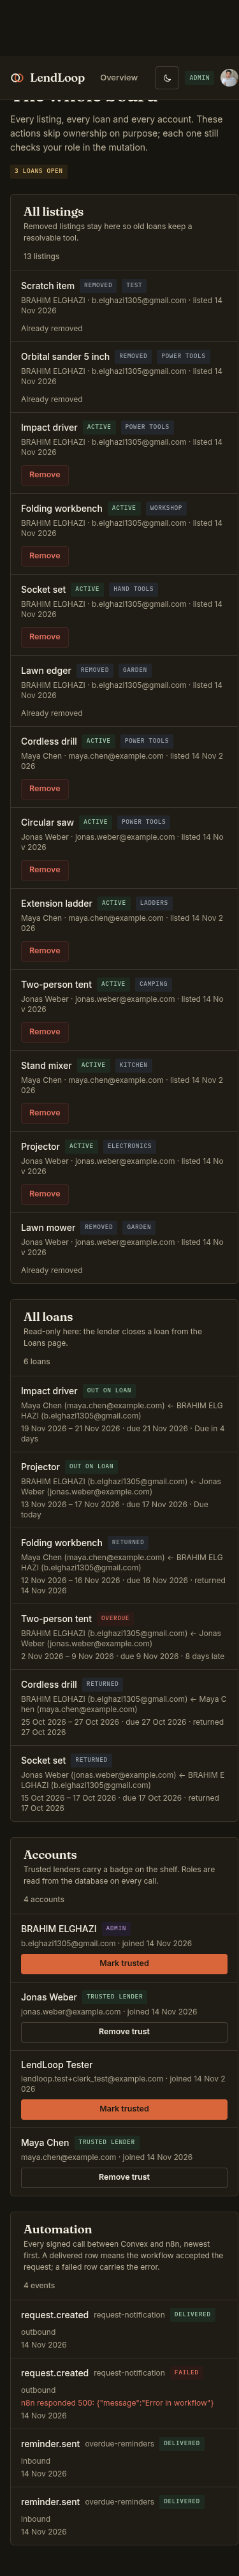 LendLoop Overview ADMIN
The whole board
Every listing, every loan and every account. These
actions skip ownership on purpose; each one still
checks your role in the mutation.
3 LOANS OPEN
All listings
Removed listings stay here so old loans keep a
resolvable tool.
13 listings
Scratch item REMOVED TEST
BRAHIM ELGHAZI · b.elghazi1305@gmail.com · listed 14
Nov 2026
Already removed
Orbital sander 5 inch REMOVED POWER TOOLS
BRAHIM ELGHAZI · b.elghazi1305@gmail.com · listed 14
Nov 2026
Already removed
Impact driver ACTIVE POWER TOOLS
BRAHIM ELGHAZI · b.elghazi1305@gmail.com · listed 14
Nov 2026
Remove
Folding workbench ACTIVE WORKSHOP
BRAHIM ELGHAZI · b.elghazi1305@gmail.com · listed 14
Nov 2026
Remove
Socket set ACTIVE HAND TOOLS
BRAHIM ELGHAZI · b.elghazi1305@gmail.com · listed 14
Nov 2026
Remove
Lawn edger REMOVED GARDEN
BRAHIM ELGHAZI · b.elghazi1305@gmail.com · listed 14
Nov 2026
Already removed
Cordless drill ACTIVE POWER TOOLS
Maya Chen · maya.chen@example.com · listed 14 Nov 2
026
Remove
Circular saw ACTIVE POWER TOOLS
Jonas Weber · jonas.weber@example.com · listed 14 No
v 2026
Remove
Extension ladder ACTIVE LADDERS
Maya Chen · maya.chen@example.com · listed 14 Nov 2
026
Remove
Two-person tent ACTIVE CAMPING
Jonas Weber · jonas.weber@example.com · listed 14 No
v 2026
Remove
Stand mixer ACTIVE KITCHEN
Maya Chen · maya.chen@example.com · listed 14 Nov 2
026
Remove
Projector ACTIVE ELECTRONICS
Jonas Weber · jonas.weber@example.com · listed 14 No
v 2026
Remove
Lawn mower REMOVED GARDEN
Jonas Weber · jonas.weber@example.com · listed 14 No
v 2026
Already removed
All loans
Read-only here: the lender closes a loan from the
Loans page.
6 loans
Impact driver OUT ON LOAN
Maya Chen (maya.chen@example.com) ← BRAHIM ELG
HAZI (b.elghazi1305@gmail.com)
19 Nov 2026 – 21 Nov 2026 · due 21 Nov 2026 · Due in 4
days
Projector OUT ON LOAN
BRAHIM ELGHAZI (b.elghazi1305@gmail.com) ← Jonas
Weber (jonas.weber@example.com)
13 Nov 2026 – 17 Nov 2026 · due 17 Nov 2026 · Due
today
Folding workbench RETURNED
Maya Chen (maya.chen@example.com) ← BRAHIM ELG
HAZI (b.elghazi1305@gmail.com)
12 Nov 2026 – 16 Nov 2026 · due 16 Nov 2026 · returned
14 Nov 2026
Two-person tent OVERDUE
BRAHIM ELGHAZI (b.elghazi1305@gmail.com) ← Jonas
Weber (jonas.weber@example.com)
2 Nov 2026 – 9 Nov 2026 · due 9 Nov 2026 · 8 days late
Cordless drill RETURNED
BRAHIM ELGHAZI (b.elghazi1305@gmail.com) ← Maya C
hen (maya.chen@example.com)
25 Oct 2026 – 27 Oct 2026 · due 27 Oct 2026 · returned
27 Oct 2026
Socket set RETURNED
Jonas Weber (jonas.weber@example.com) ← BRAHIM E
LGHAZI (b.elghazi1305@gmail.com)
15 Oct 2026 – 17 Oct 2026 · due 17 Oct 2026 · returned
17 Oct 2026
Accounts
Trusted lenders carry a badge on the shelf. Roles are
read from the database on every call.
4 accounts
BRAHIM ELGHAZI ADMIN
b.elghazi1305@gmail.com · joined 14 Nov 2026
Mark trusted
Jonas Weber TRUSTED LENDER
jonas.weber@example.com · joined 14 Nov 2026
Remove trust
LendLoop Tester
lendloop.test+clerk_test@example.com · joined 14 Nov 2
026
Mark trusted
Maya Chen TRUSTED LENDER
maya.chen@example.com · joined 14 Nov 2026
Remove trust
Automation
Every signed call between Convex and n8n, newest
first. A delivered row means the workflow accepted the
request; a failed row carries the error.
4 events
request.created request-notification DELIVERED
outbound
14 Nov 2026
request.created request-notification FAILED
outbound
n8n responded 500: {"message":"Error in workflow"}
14 Nov 2026
reminder.sent overdue-reminders DELIVERED
inbound
14 Nov 2026
reminder.sent overdue-reminders DELIVERED
inbound
14 Nov 2026